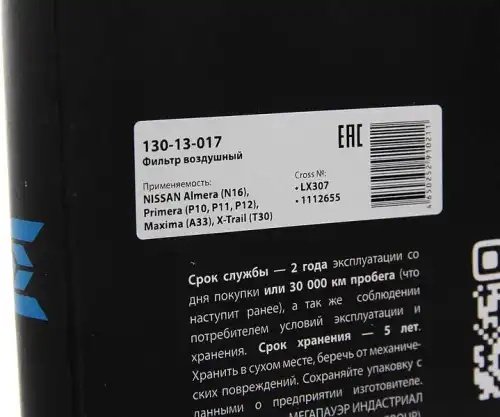 130-13-017
Фильтр воздушный
EAC
Применяемость:
NISSAN Almera (N16),
Primera (P10, P11, P12),
Maxima (A33), X-Trail (T30)
Cross №:
• LX307
• 1112655
4650252910211
Срок службы — 2 года эксплуатации со
дня покупки или 30 000 км пробега (что
наступит ранее), а так же соблюдении
потребителем условий эксплуатации и
хранения. Срок хранения — 5 лет.
Хранить в сухом месте, беречь от механиче-
ских повреждений. Сохраняйте упаковку с
данными о предприятии изготовителе.
МЕГАПАУЭР ИНДАСТРИАЛ